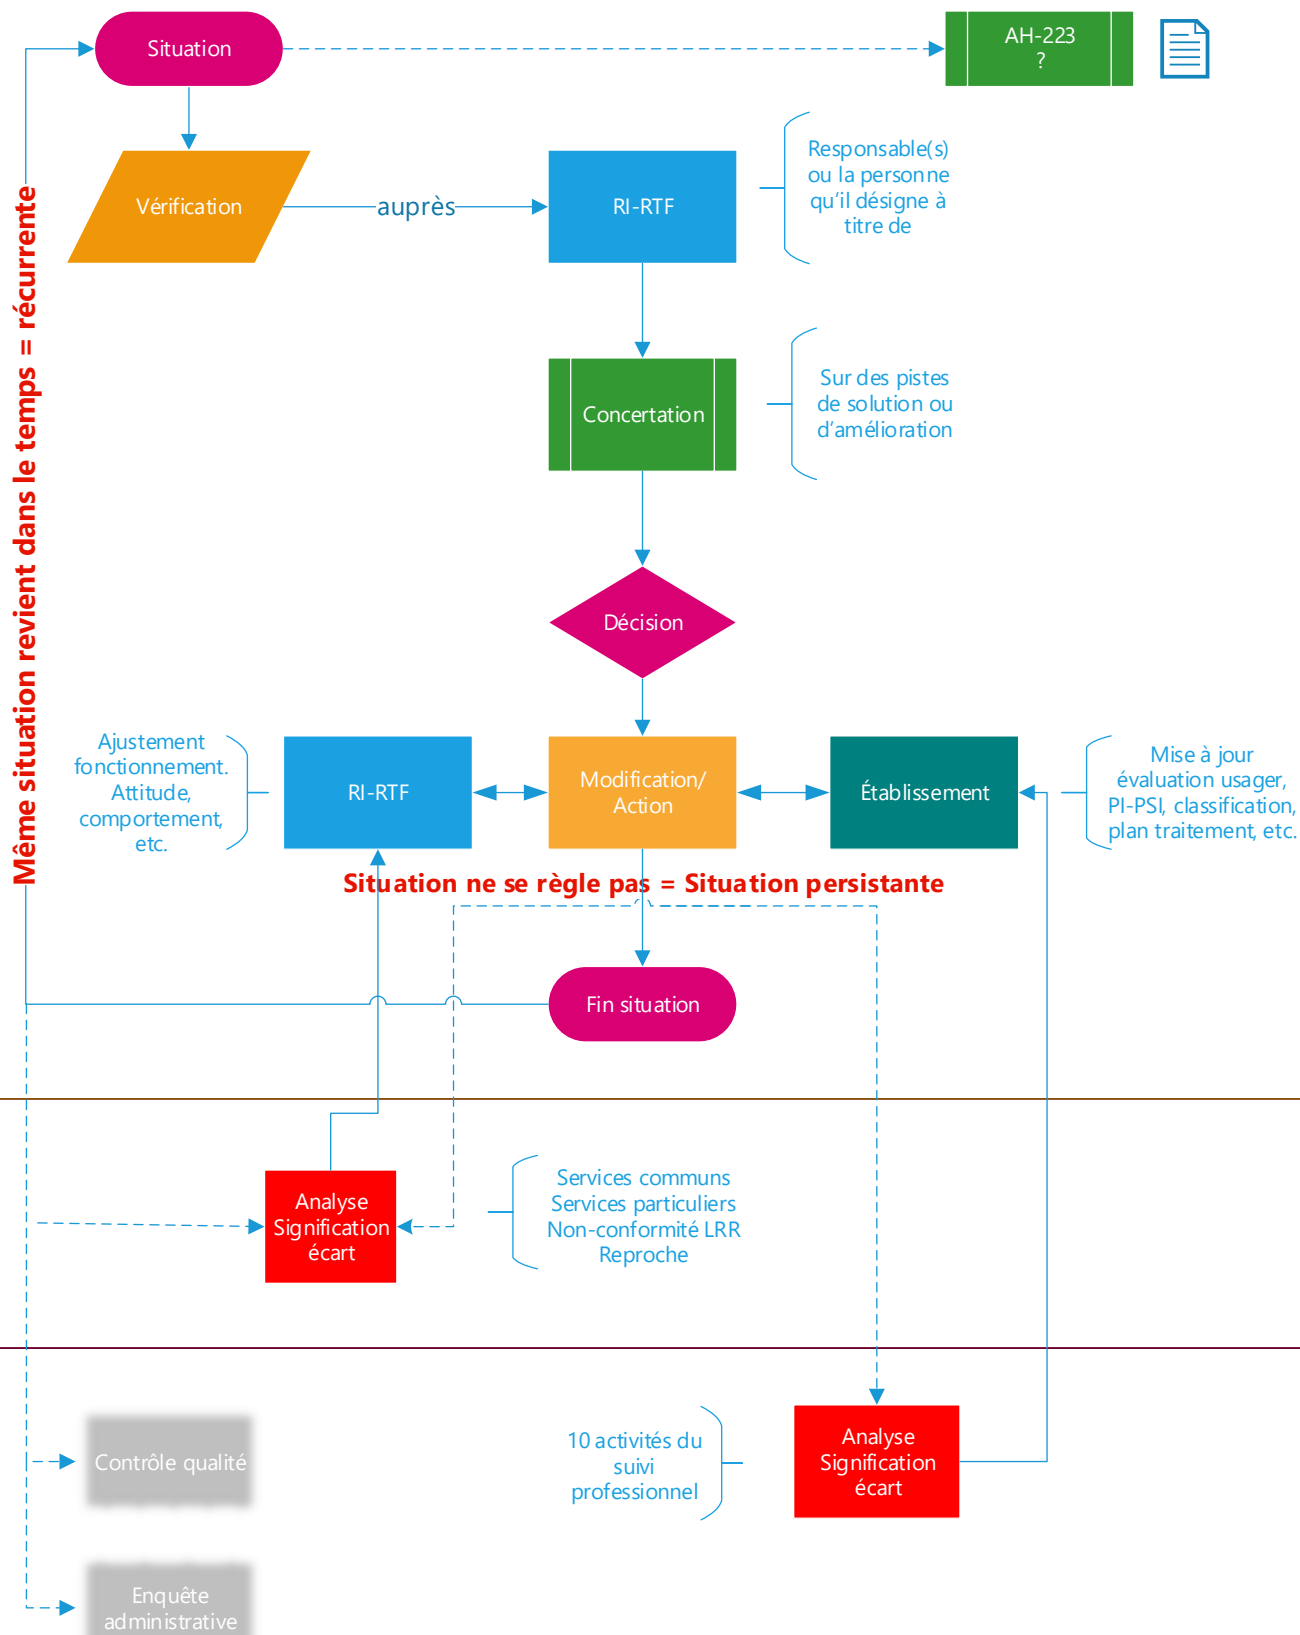 Situation
AH-223
?
Vérification
auprès
RI-RTF
Responsable(s)
ou la personne
qu'il désigne à
titre de
Même situation revient dans le temps = récurrente
Concertation
Sur des pistes
de solution ou
d'amélioration
Décision
Ajustement
fonctionnement.
Attitude,
comportement,
etc.
RI-RTF
Modification/
Action
Établissement
Mise à jour
évaluation usager,
PI-PSI, classification,
plan traitement, etc.
Situation ne se règle pas = Situation persistante
Fin situation
Analyse
Signification
écart
Services communs
Services particuliers
Non-conformité LRR
Reproche
Contrôle qualité
10 activités du
suivi
professionnel
Analyse
Signification
écart
Enquête
administrative